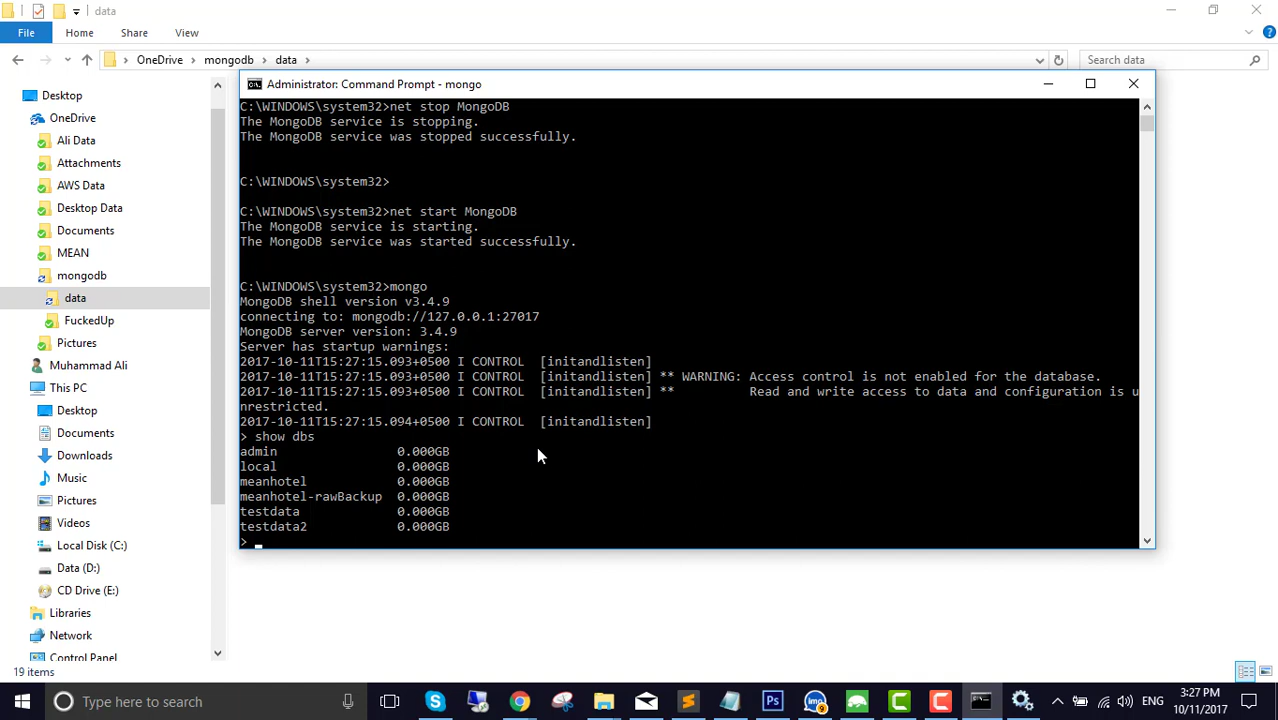 data
File
Home
Share
View
OneDrive
mongodb
data
Search data
Desktop
OneDrive
Ali Data
Attachments
AWS Data
Desktop Data
Documents
MEAN
mongodb
data
FuckedUp
Pictures
Muhammad Ali
This PC
Desktop
Documents
Downloads
Music
Pictures
Videos
Local Disk (C:)
Data (D:)
CD Drive (E:)
Libraries
Network
Control Panel
19 items
Administrator: Command Prompt - mongo
C:\WINDOWS\system32>net stop MongoDB
The MongoDB service is stopping.
The MongoDB service was stopped successfully.
C:\WINDOWS\system32>
C:\WINDOWS\system32>net start MongoDB
The MongoDB service is starting.
The MongoDB service was started successfully.
C:\WINDOWS\system32>mongo
MongoDB shell version v3.4.9
connecting to: mongodb://127.0.0.1:27017
MongoDB server version: 3.4.9
Server has startup warnings:
2017-10-11T15:27:15.093+0500 I CONTROL  [initandlisten]
2017-10-11T15:27:15.093+0500 I CONTROL  [initandlisten] ** WARNING: Access control is not enabled for the database.
2017-10-11T15:27:15.093+0500 I CONTROL  [initandlisten] **          Read and write access to data and configuration is u
nrestricted.
2017-10-11T15:27:15.094+0500 I CONTROL  [initandlisten]
> show dbs
admin                0.000GB
local                0.000GB
meanhotel            0.000GB
meanhotel-rawBackup  0.000GB
testdata             0.000GB
testdata2            0.000GB
>
Type here to search
ENG
3:27 PM
10/11/2017